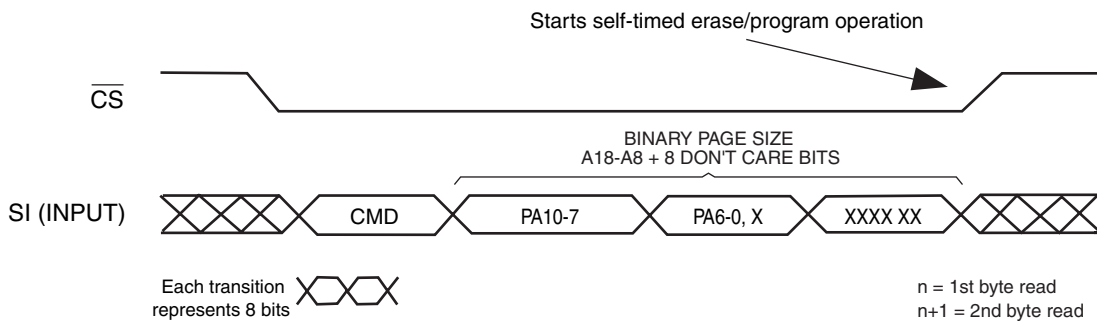 Starts self-timed erase/program operation
CS
BINARY PAGE SIZE
A18-A8 + 8 DON'T CARE BITS
SI (INPUT)
CMD
PA10-7
PA6-0, X
XXXX XX
Each transition
represents 8 bits
n = 1st byte read
n+1 = 2nd byte read